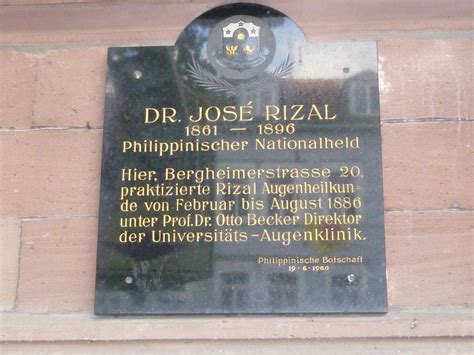 DR. JOSÉ RIZAL
1861 — 1896
Philippinischer Nationalheld
Hier, Bergheimerstrasse 20,
praktizierte Rizal Augenheilkun-
de von Februar bis August 1886
unter Prof. Dr. Otto Becker Direktor
der Universitäts-Augenklinik.
Philippinische Botschaft
19-6-1960